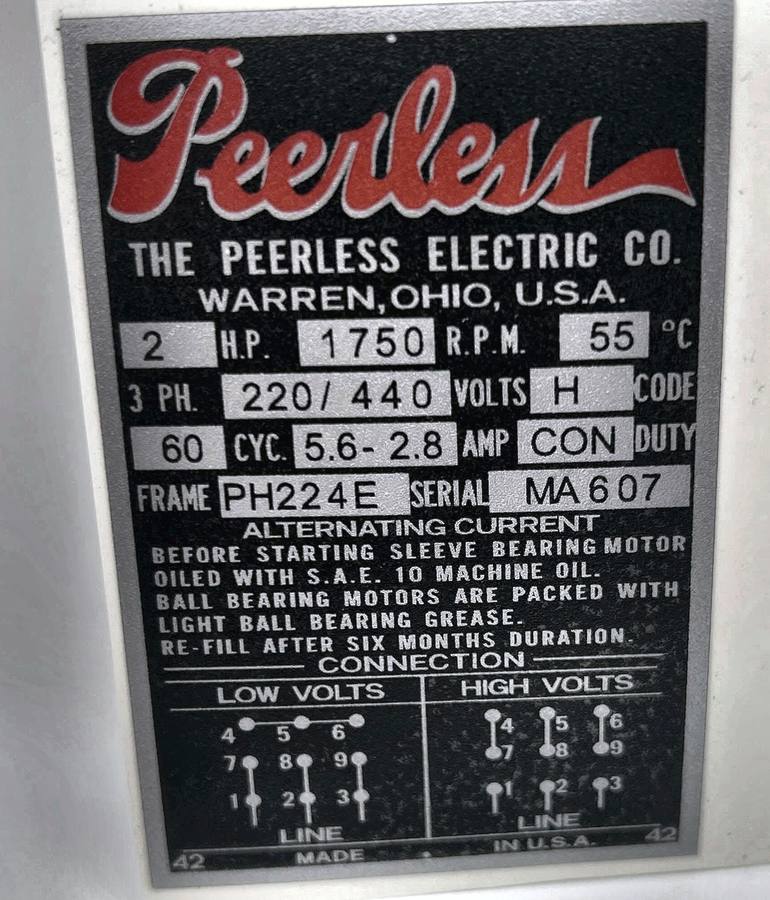 Peerless
THE PEERLESS ELECTRIC CO.
WARREN, OHIO, U.S.A.
2 H.P. 1750 R.P.M. 55 °C
3 PH. 220/ 440 VOLTS H CODE
60 CYC. 5.6- 2.8 AMP CON DUTY
FRAME PH224E SERIAL MA607
ALTERNATING CURRENT
BEFORE STARTING SLEEVE BEARING MOTOR
OILED WITH S.A.E. 10 MACHINE OIL.
BALL BEARING MOTORS ARE PACKED WITH
LIGHT BALL BEARING GREASE.
RE-FILL AFTER SIX MONTHS DURATION.
CONNECTION
LOW VOLTS HIGH VOLTS
4 5 6 4 5 6
7 8 9 7 8 9
1 2 3 1 2 3
LINE LINE
42 MADE IN U.S.A. 42